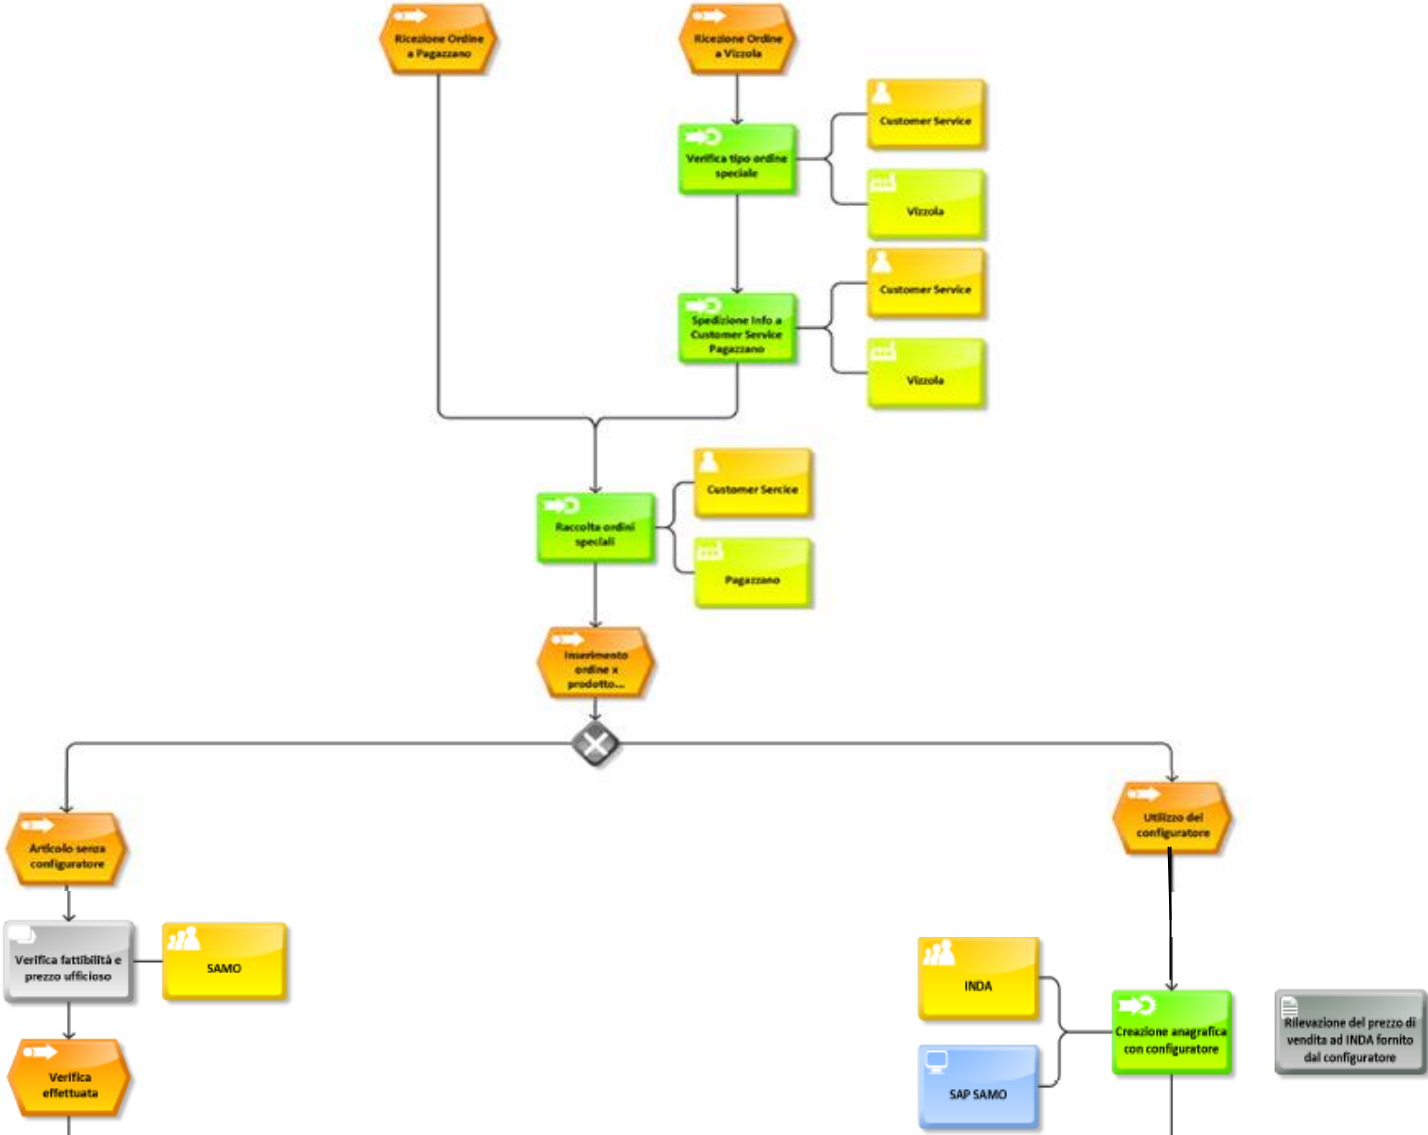 Ricezione Ordine
a Pagazzano
Ricezione Ordine
a Vizzola
Customer Service
Verifica tipo ordine
speciale
Vizzola
Customer Service
Spedizione Info a
Customer Service
Pagazzano
Vizzola
Customer Sercice
Raccolta ordini
speciali
Pagazzano
Inserimento
ordine x
prodotto...
Utilizzo del
configuratore
Articolo senza
configuratore
Verifica fattibilità e
prezzo ufficioso
SAMO
INDA
Creazione anagrafica
con configuratore
Rilevazione del prezzo di
vendita ad INDA fornito
dal configuratore
Verifica
effettuata
SAP SAMO